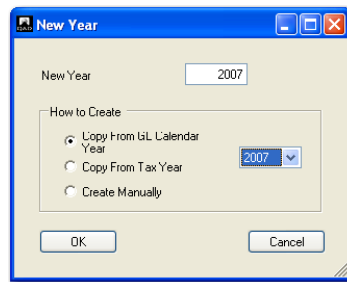 QAD New Year
New Year 2007
How to Create
Copy From GL Calendar
Year
2007
Copy From Tax Year
Create Manually
OK Cancel